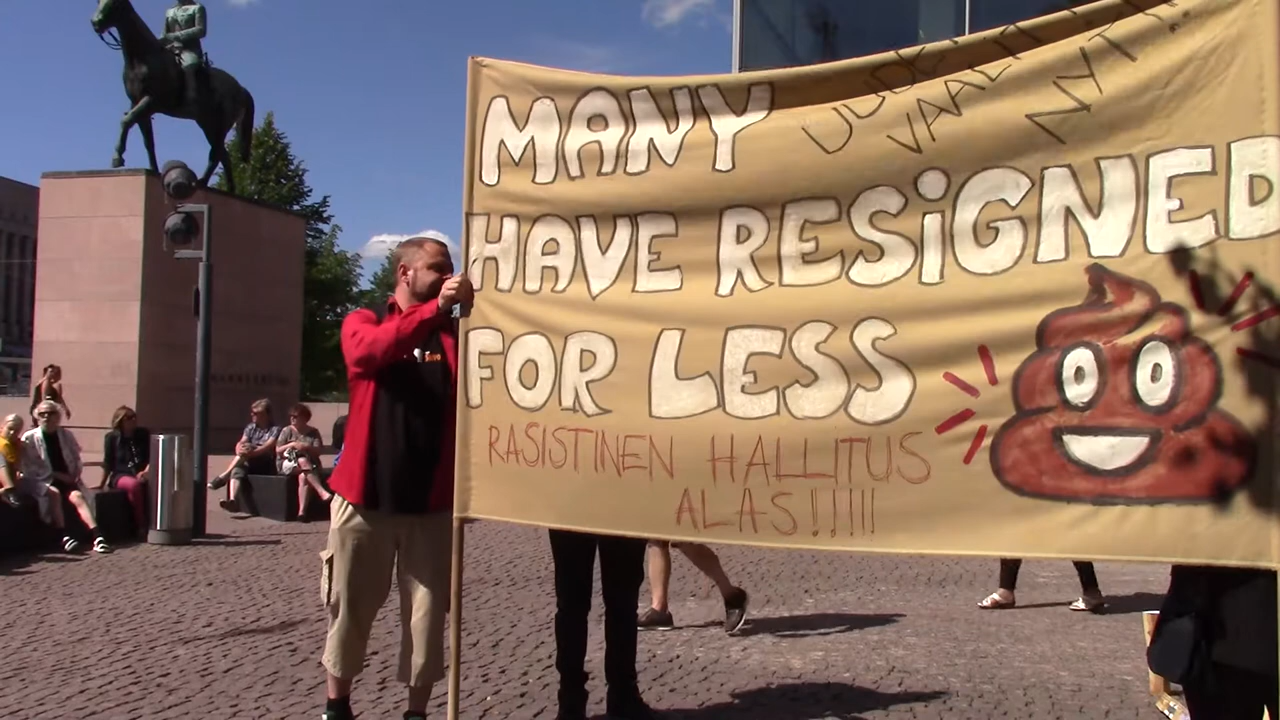 MANY
UUDET
VAALIT
NYT!
HAVE RESiGNED
FOR LESS
RASISTINEN HALLITUS
ALAS!!!!!